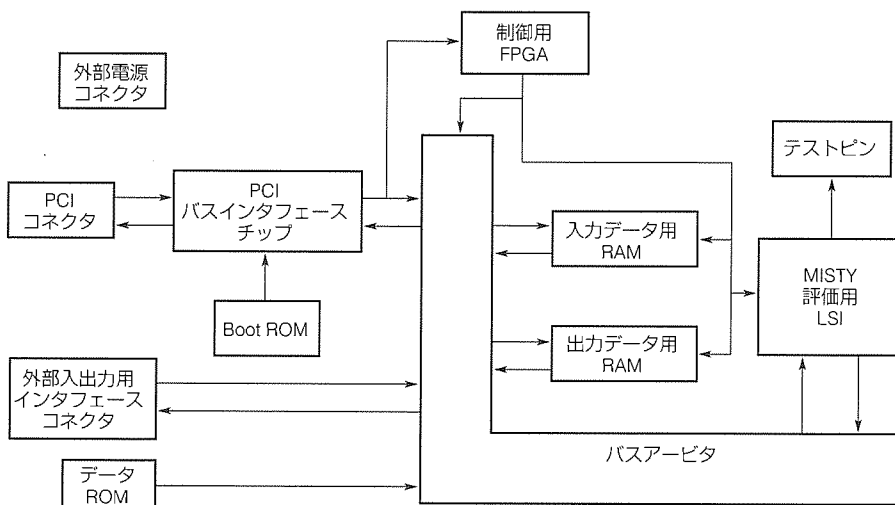 制御用
FPGA
外部電源
コネクタ
テストピン
PCI
コネクタ
PCI
バスインタフェース
チップ
入力データ用
RAM
MISTY
評価用
LSI
Boot ROM
出力データ用
RAM
外部入出力用
インタフェース
コネクタ
バスアービタ
データ
ROM